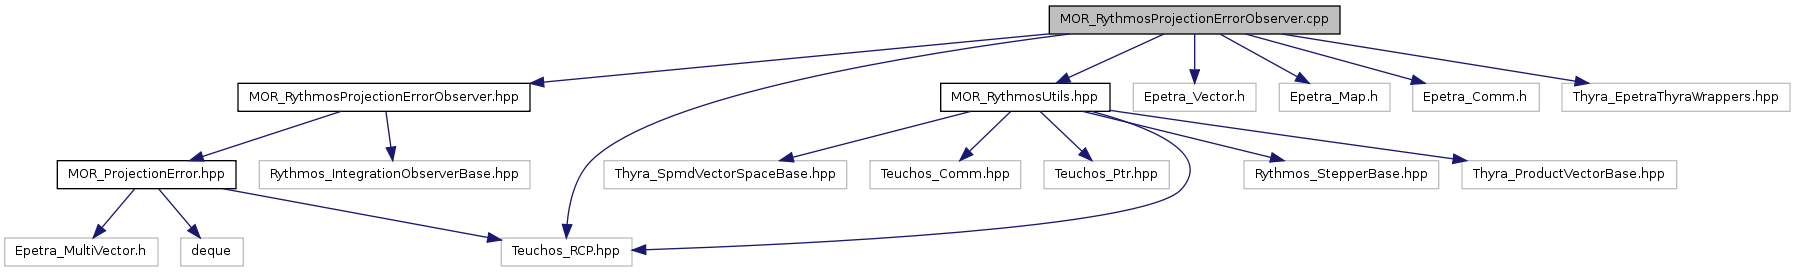 MOR_RythmosProjectionErrorObserver.cpp
MOR_RythmosProjectionErrorObserver.hpp
MOR_RythmosUtils.hpp
Epetra_Vector.h
Epetra_Map.h
Epetra_Comm.h
Thyra_EpetraThyraWrappers.hpp
MOR_ProjectionError.hpp
Rythmos_IntegrationObserverBase.hpp
Thyra_SpmdVectorSpaceBase.hpp
Teuchos_Comm.hpp
Teuchos_Ptr.hpp
Rythmos_StepperBase.hpp
Thyra_ProductVectorBase.hpp
Epetra_MultiVector.h
deque
Teuchos_RCP.hpp